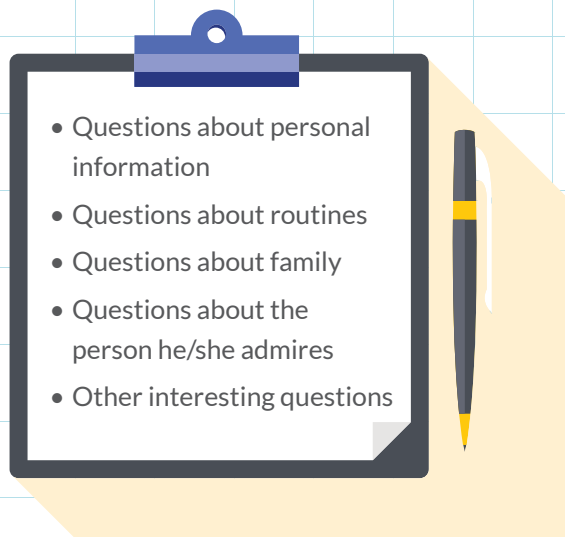 • Questions about personal
information
• Questions about routines
• Questions about family
• Questions about the
person he/she admires
• Other interesting questions